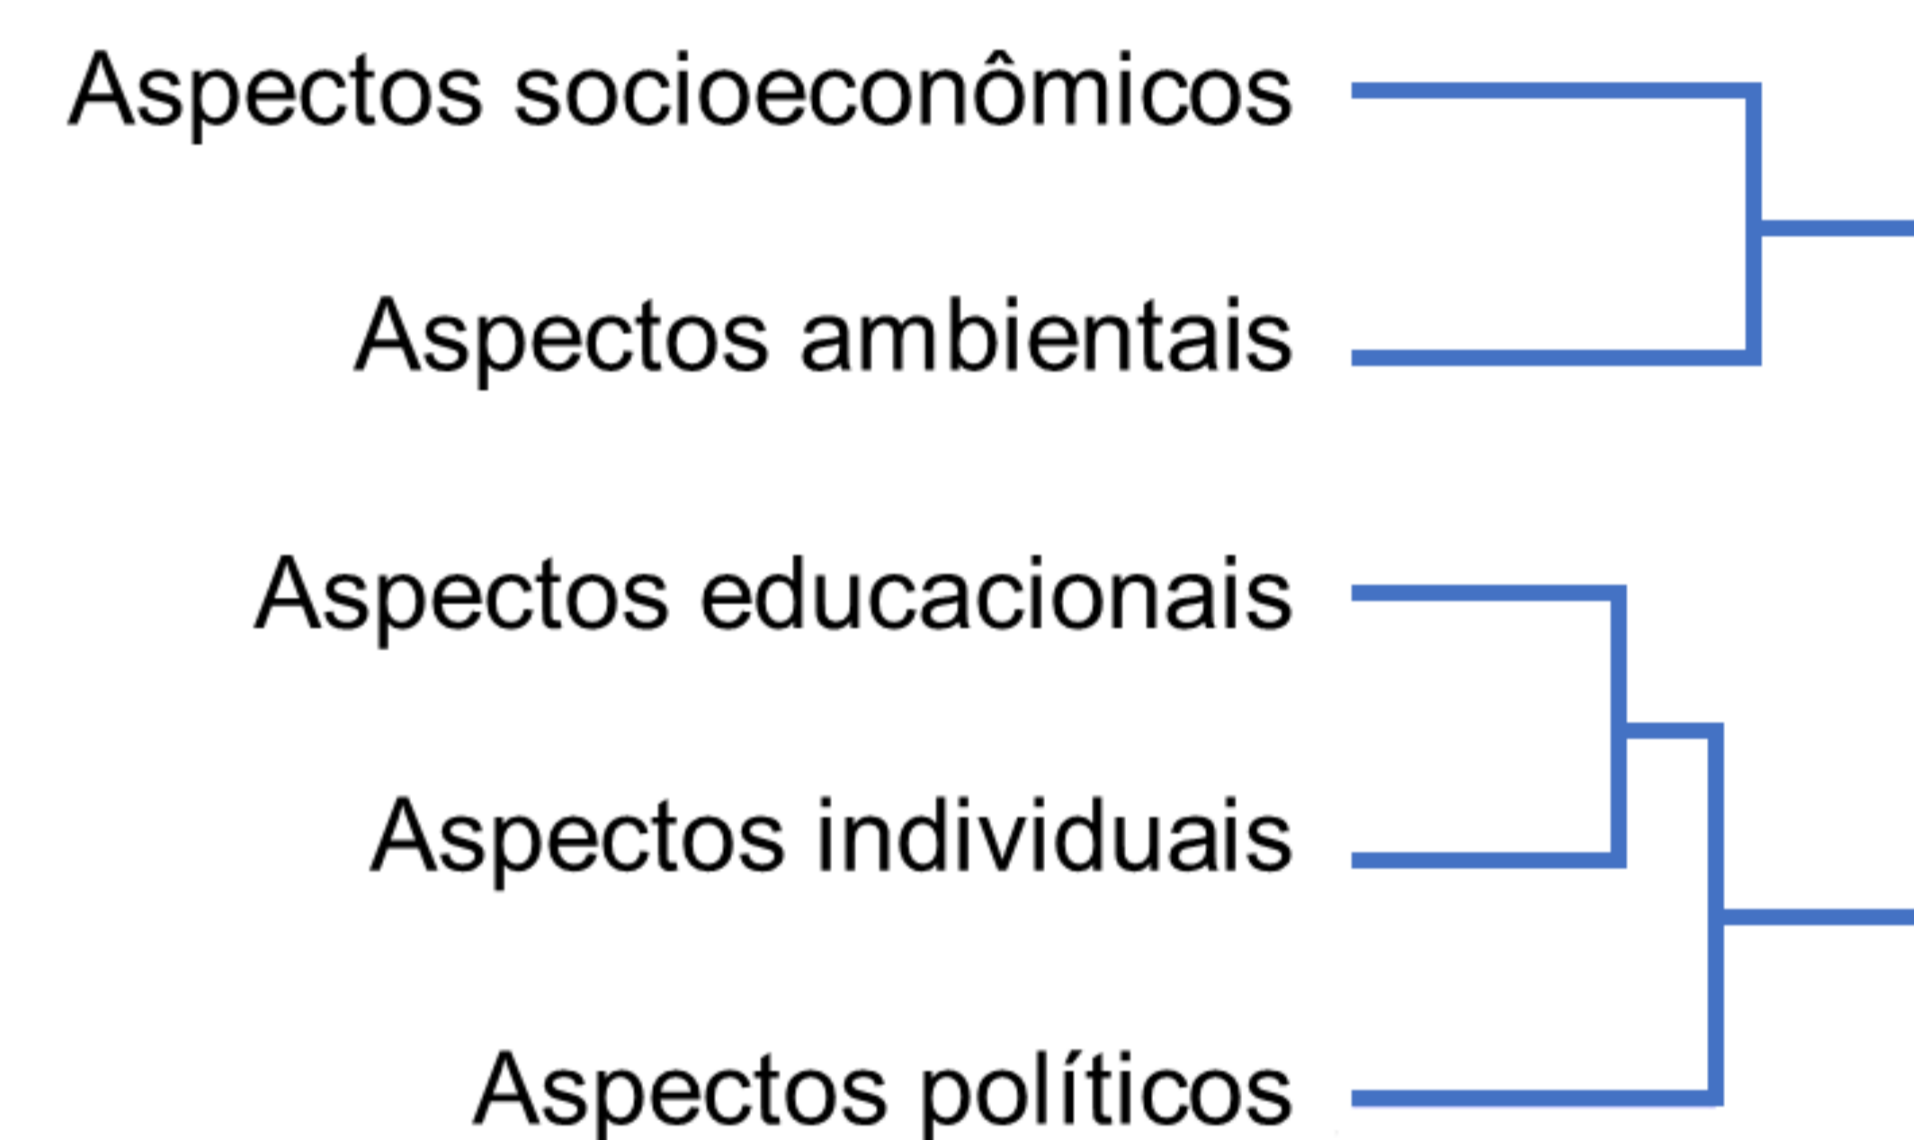 Aspectos socioeconômicos
Aspectos ambientais
Aspectos educacionais
Aspectos individuais
Aspectos políticos